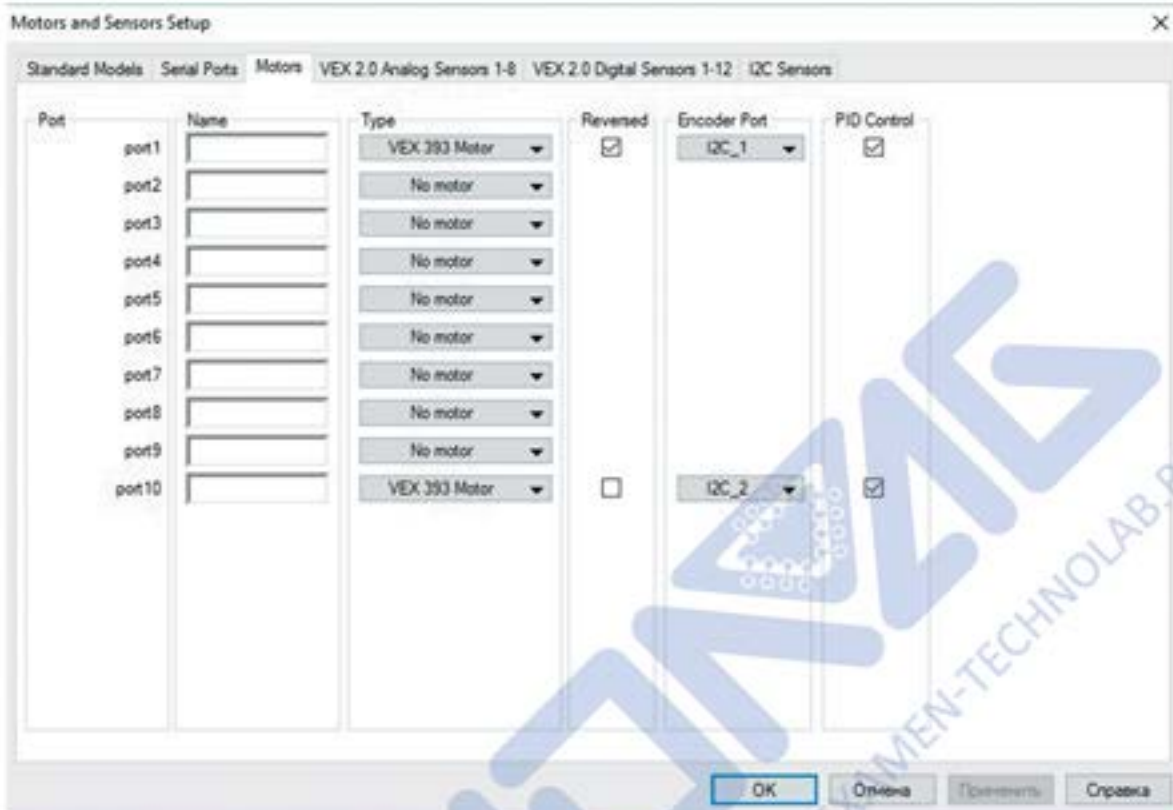 Motors and Sensors Setup
Standard Models Serial Ports Motors VEX 2.0 Analog Sensors 1-8 VEX 2.0 Digital Sensors 1-12 I2C Sensors
Port Name Type Reversed Encoder Port PID Control
port1 VEX 393 Motor I2C_1
port2 No motor
port3 No motor
port4 No motor
port5 No motor
port6 No motor
port7 No motor
port8 No motor
port9 No motor
port10 VEX 393 Motor I2C_2
OK Отмена Применить Справка
AMEN-TECHNOLAB.R